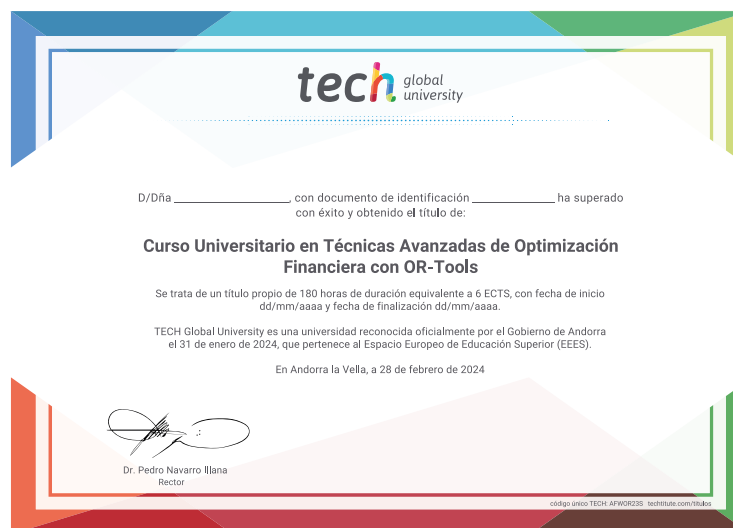 tech global university
D/Dña ____________________, con documento de identificación ______________ ha superado
con éxito y obtenido el título de:
Curso Universitario en Técnicas Avanzadas de Optimización
Financiera con OR-Tools
Se trata de un título propio de 180 horas de duración equivalente a 6 ECTS, con fecha de inicio
dd/mm/aaaa y fecha de finalización dd/mm/aaaa.
TECH Global University es una universidad reconocida oficialmente por el Gobierno de Andorra
el 31 de enero de 2024, que pertenece al Espacio Europeo de Educación Superior (EEES).
En Andorra la Vella, a 28 de febrero de 2024
Dr. Pedro Navarro Illana
Rector
código único TECH: AFWOR23S techtitute.com/titulos